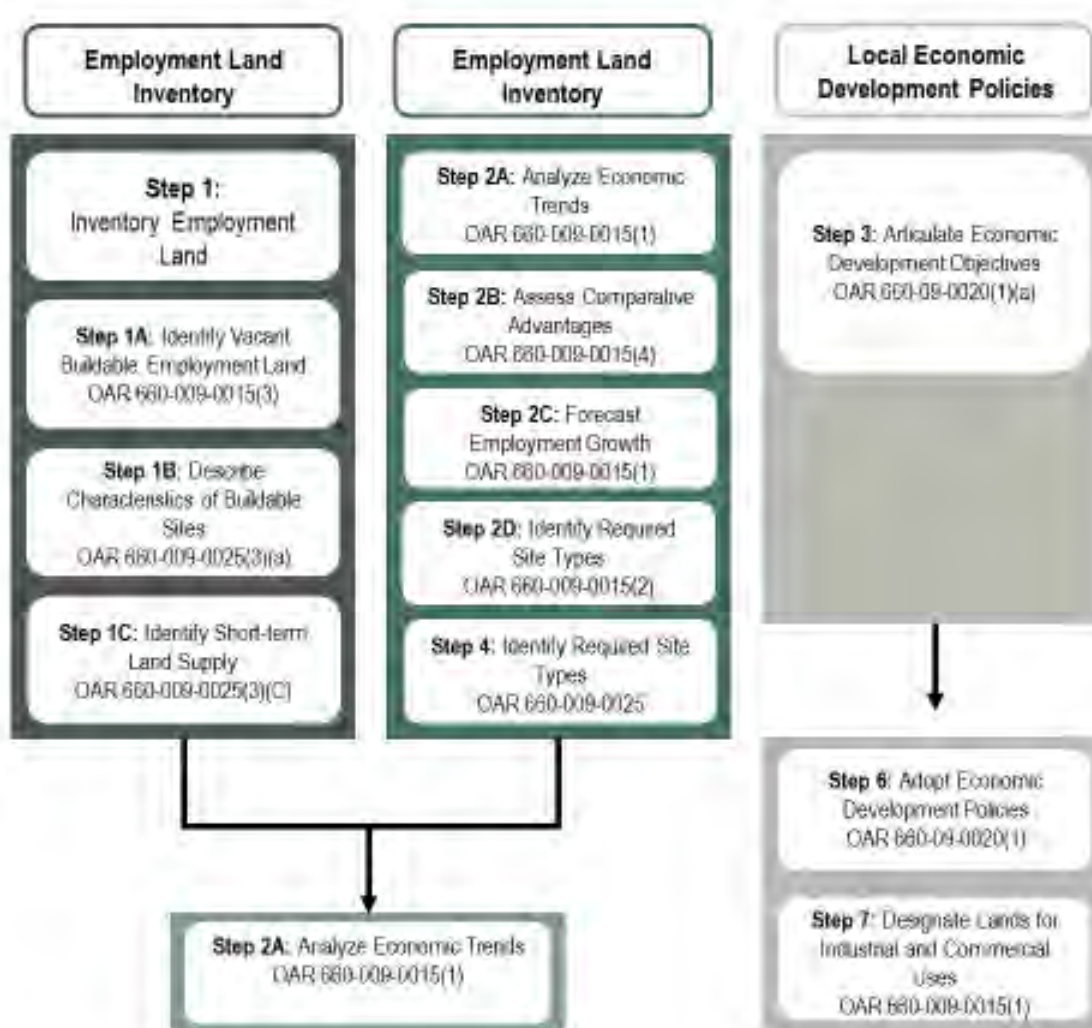 Employment Land
Inventory
Step 1:
Inventory Employment
Land
Step 1A: Identify Vacant
Buildable Employment Land
OAR 660-009-0015(3)
Step 1B: Describe
Characteristics of Buildable
Sites
OAR 660-009-0025(3)(a)
Step 1C: Identify Short-term
Land Supply
OAR 660-009-0025(3)(C)
Employment Land
Inventory
Step 2A: Analyze Economic
Trends
OAR 660-009-0015(1)
Step 2B: Assess Comparative
Advantages
OAR 660-009-0015(4)
Step 2C: Forecast
Employment Growth
OAR 660-009-0015(1)
Step 2D: Identify Required
Site Types
OAR 660-009-0015(2)
Step 4: Identify Required Site
Types
OAR 660-009-0025
Step 2A: Analyze Economic Trends
OAR 660-009-0015(1)
Local Economic
Development Policies
Step 3: Articulate Economic
Development Objectives
OAR 660-09-0020(1)(a)
Step 6: Adopt Economic
Development Policies
OAR 660-09-0020(1)
Step 7: Designate Lands for
Industrial and Commercial
Uses
OAR 660-009-0015(1)